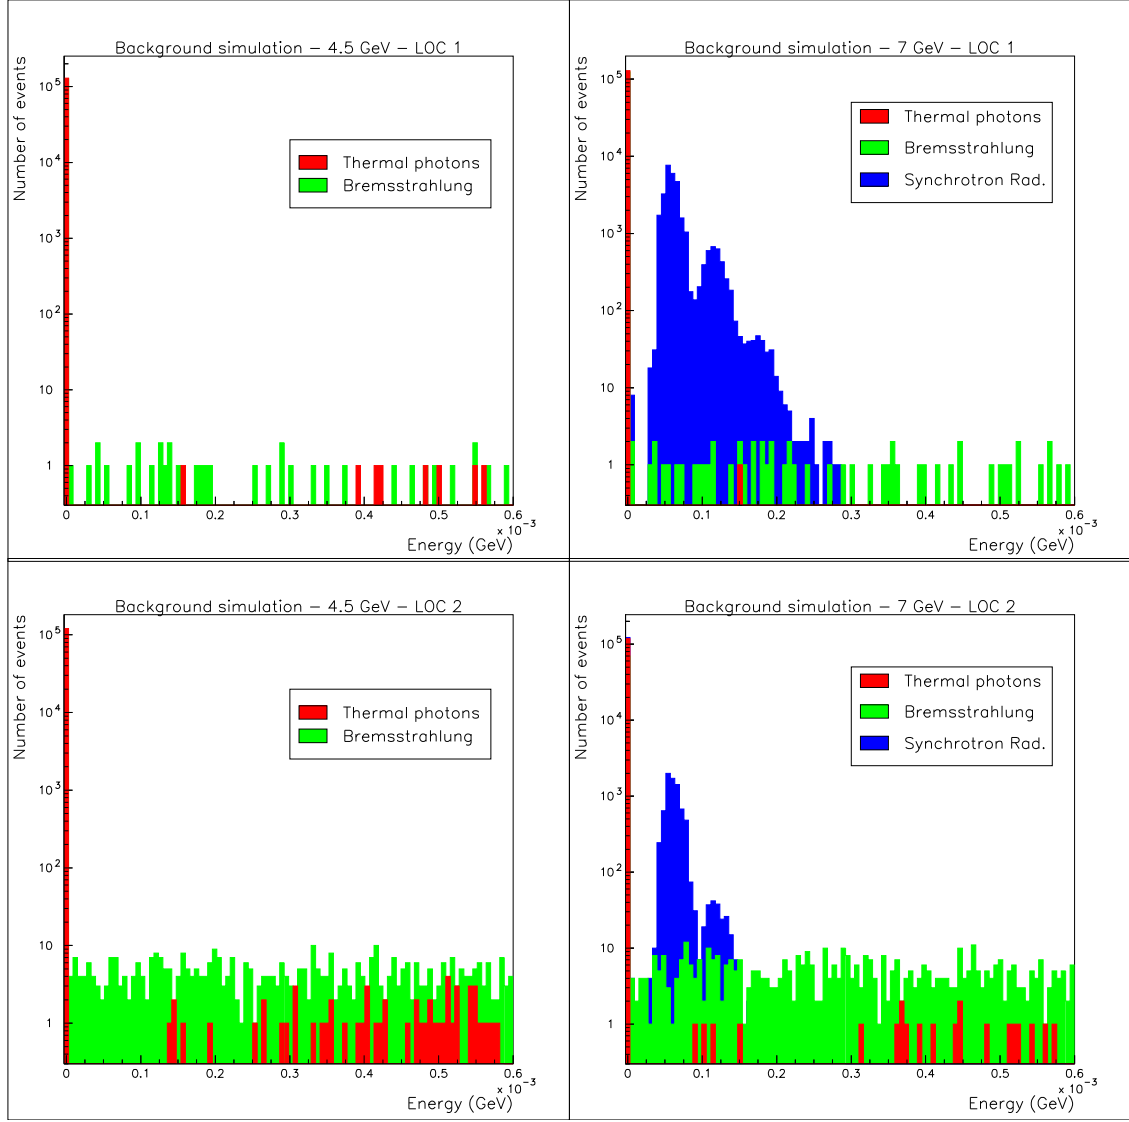 Background simulation – 4.5 GeV – LOC 1
Number of events
10^5
10^4
10^3
10^2
10
1
Thermal photons
Bremsstrahlung
0 0.1 0.2 0.3 0.4 0.5 0.6
× 10^-3
Energy (GeV)
Background simulation – 7 GeV – LOC 1
Number of events
10^5
10^4
10^3
10^2
10
1
Thermal photons
Bremsstrahlung
Synchrotron Rad.
0 0.1 0.2 0.3 0.4 0.5 0.6
× 10^-3
Energy (GeV)
Background simulation – 4.5 GeV – LOC 2
Number of events
10^5
10^4
10^3
10^2
10
1
Thermal photons
Bremsstrahlung
0 0.1 0.2 0.3 0.4 0.5 0.6
× 10^-3
Energy (GeV)
Background simulation – 7 GeV – LOC 2
Number of events
10^5
10^4
10^3
10^2
10
1
Thermal photons
Bremsstrahlung
Synchrotron Rad.
0 0.1 0.2 0.3 0.4 0.5 0.6
× 10^-3
Energy (GeV)